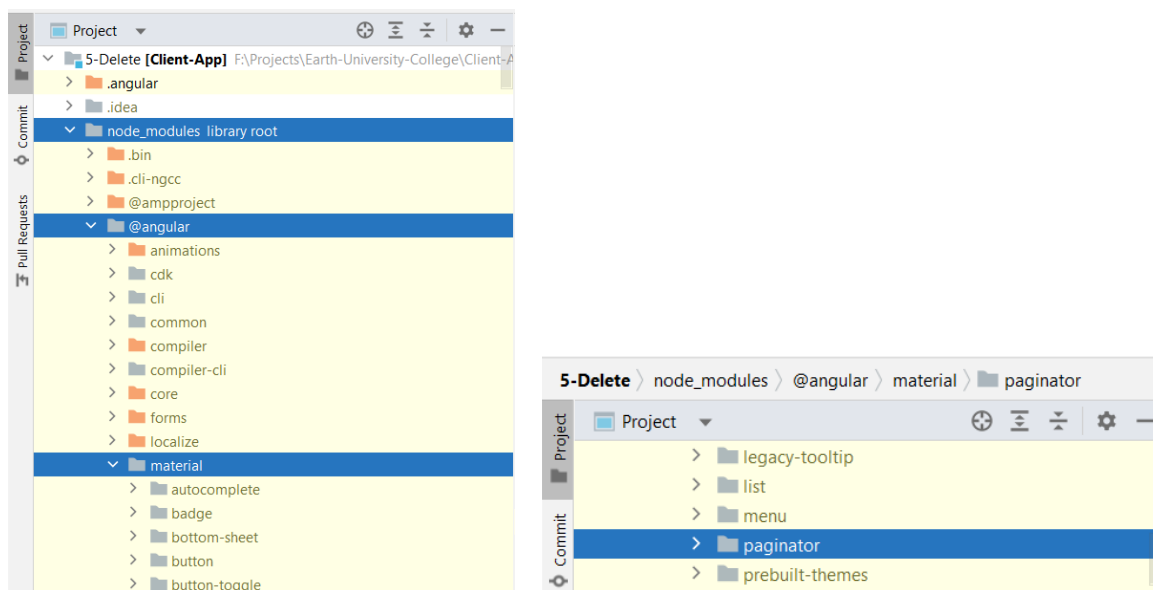 Project
5-Delete [Client-App] F:\Projects\Earth-University-College\Client-A
.angular
.idea
node_modules library root
.bin
.cli-ngcc
@ampproject
@angular
animations
cdk
cli
common
compiler
compiler-cli
core
forms
localize
material
autocomplete
badge
bottom-sheet
button
button-toggle
Project
Commit
Pull Requests
5-Delete node_modules @angular material paginator
Project
legacy-tooltip
list
menu
paginator
prebuilt-themes
Project
Commit